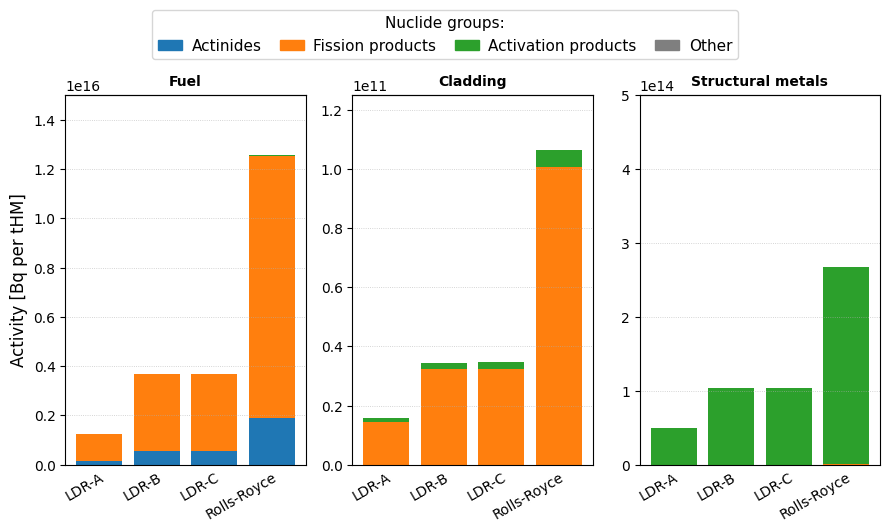 Nuclide groups:
Actinides Fission products Activation products Other
1e16 Fuel
1e11 Cladding
1e14 Structural metals
Activity [Bq per tHM]
1.4
1.2
1.0
0.8
0.6
0.4
0.2
0.0
LDR-A LDR-B LDR-C Rolls-Royce
1.2
1.0
0.8
0.6
0.4
0.2
0.0
LDR-A LDR-B LDR-C Rolls-Royce
5
4
3
2
1
0
LDR-A LDR-B LDR-C Rolls-Royce